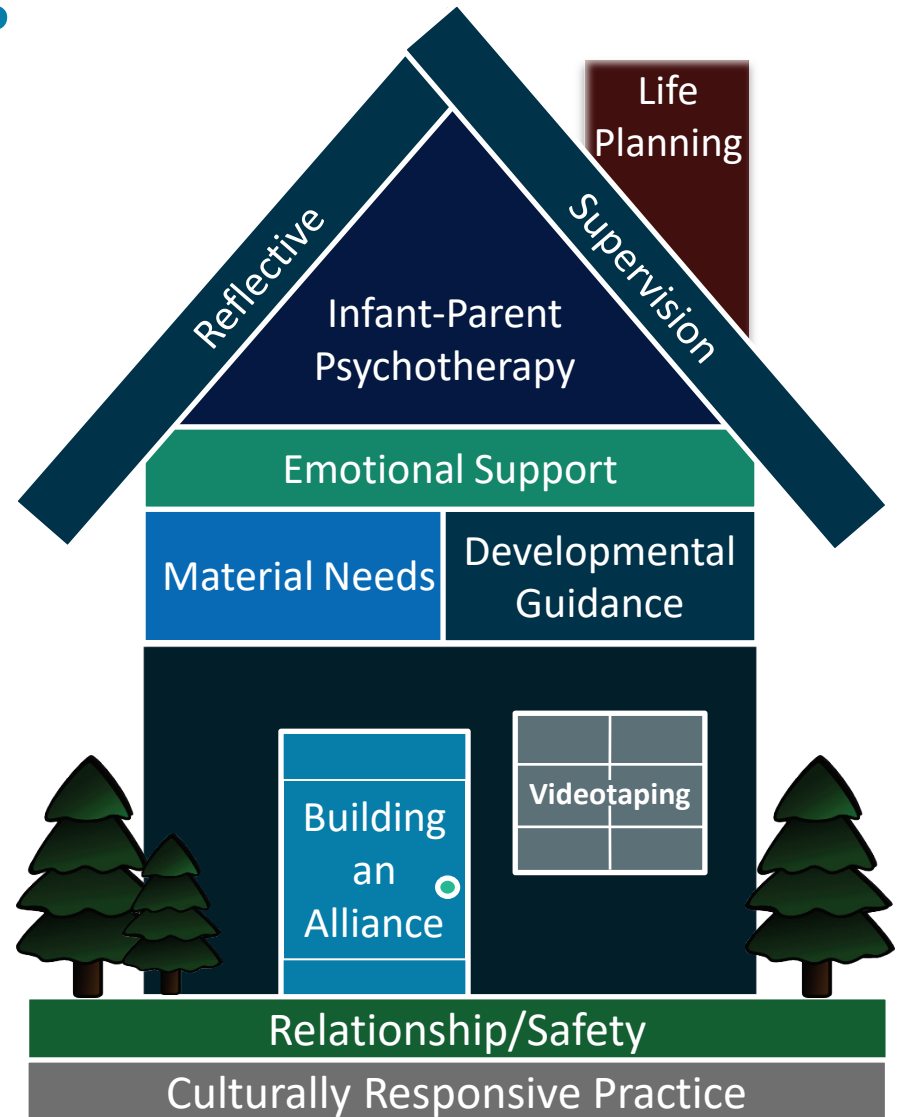 Life
Planning
Reflective
Supervision
Infant-Parent
Psychotherapy
Emotional Support
Material Needs
Developmental
Guidance
Videotaping
Building
an
Alliance
Relationship/Safety
Culturally Responsive Practice